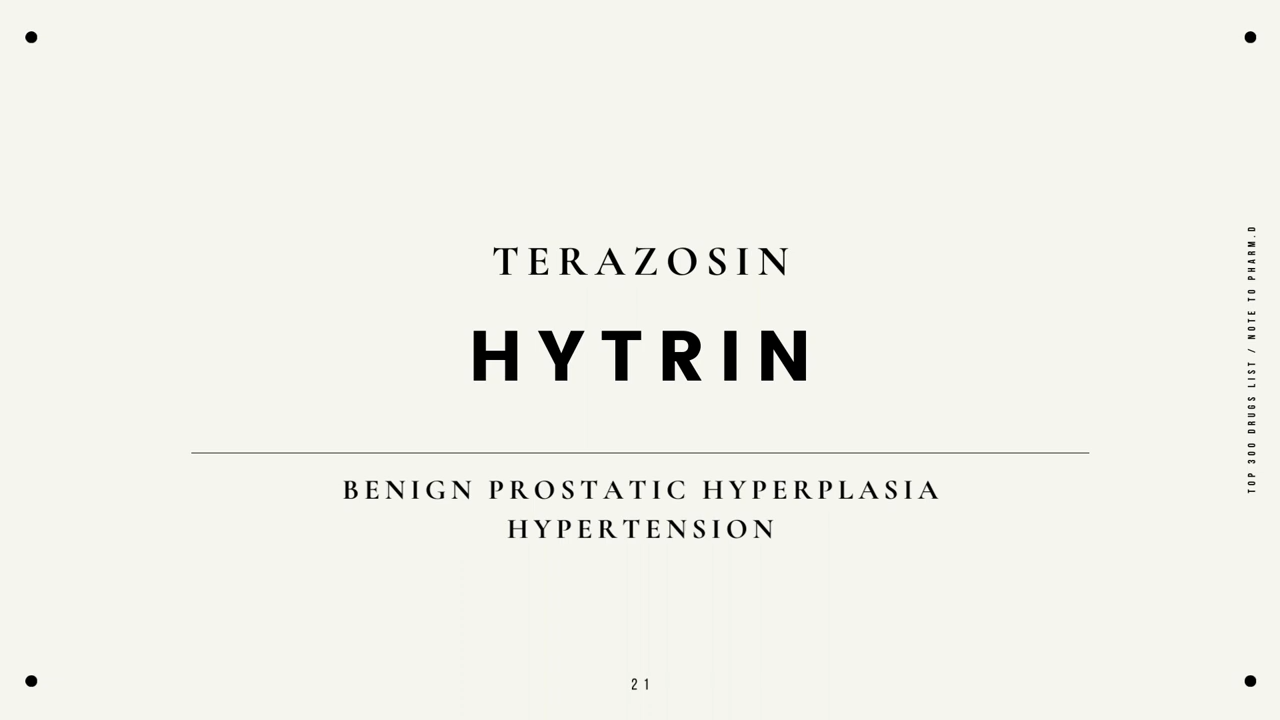 TERAZOSIN
HYTRIN
BENIGN PROSTATIC HYPERPLASIA
HYPERTENSION
TOP 300 DRUGS LIST / NOTE TO PHARM.D
21